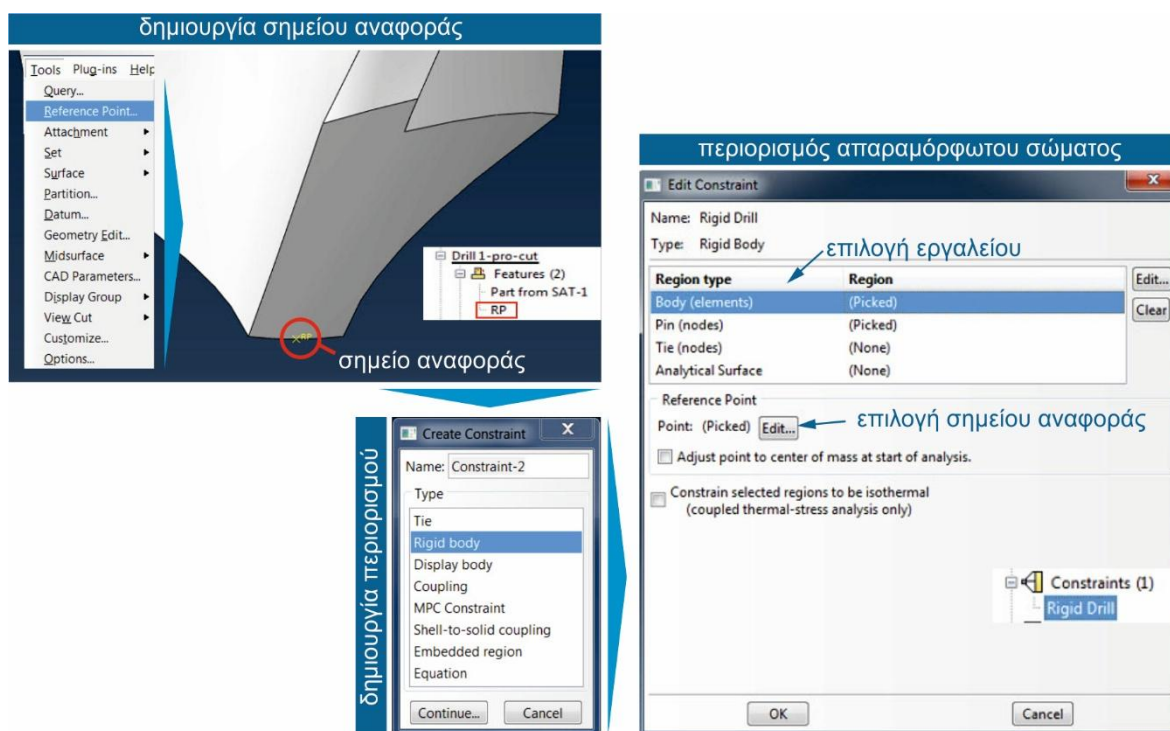 δημιουργία σημείου αναφοράς
Tools Plug-ins Help
Query...
Reference Point...
Attachment
Set
Surface
Partition...
Datum...
Geometry Edit...
Midsurface
CAD Parameters...
Display Group
View Cut
Customize...
Options...
Drill1-pro-cut
Features (2)
Part from SAT-1
RP
RP
σημείο αναφοράς
δημιουργία περιορισμού
Create Constraint
X
Name: Constraint-2
Type
Tie
Rigid body
Display body
Coupling
MPC Constraint
Shell-to-solid coupling
Embedded region
Equation
Continue... Cancel
περιορισμός απαραμόρφωτου σώματος
Edit Constraint
X
Name: Rigid Drill
Type: Rigid Body
επιλογή εργαλείου
Region type Region
Edit...
Body (elements) (Picked)
Clear
Pin (nodes) (Picked)
Tie (nodes) (None)
Analytical Surface (None)
Reference Point
Point: (Picked) Edit...
επιλογή σημείου αναφοράς
Adjust point to center of mass at start of analysis.
Constrain selected regions to be isothermal
(coupled thermal-stress analysis only)
Constraints (1)
Rigid Drill
OK Cancel